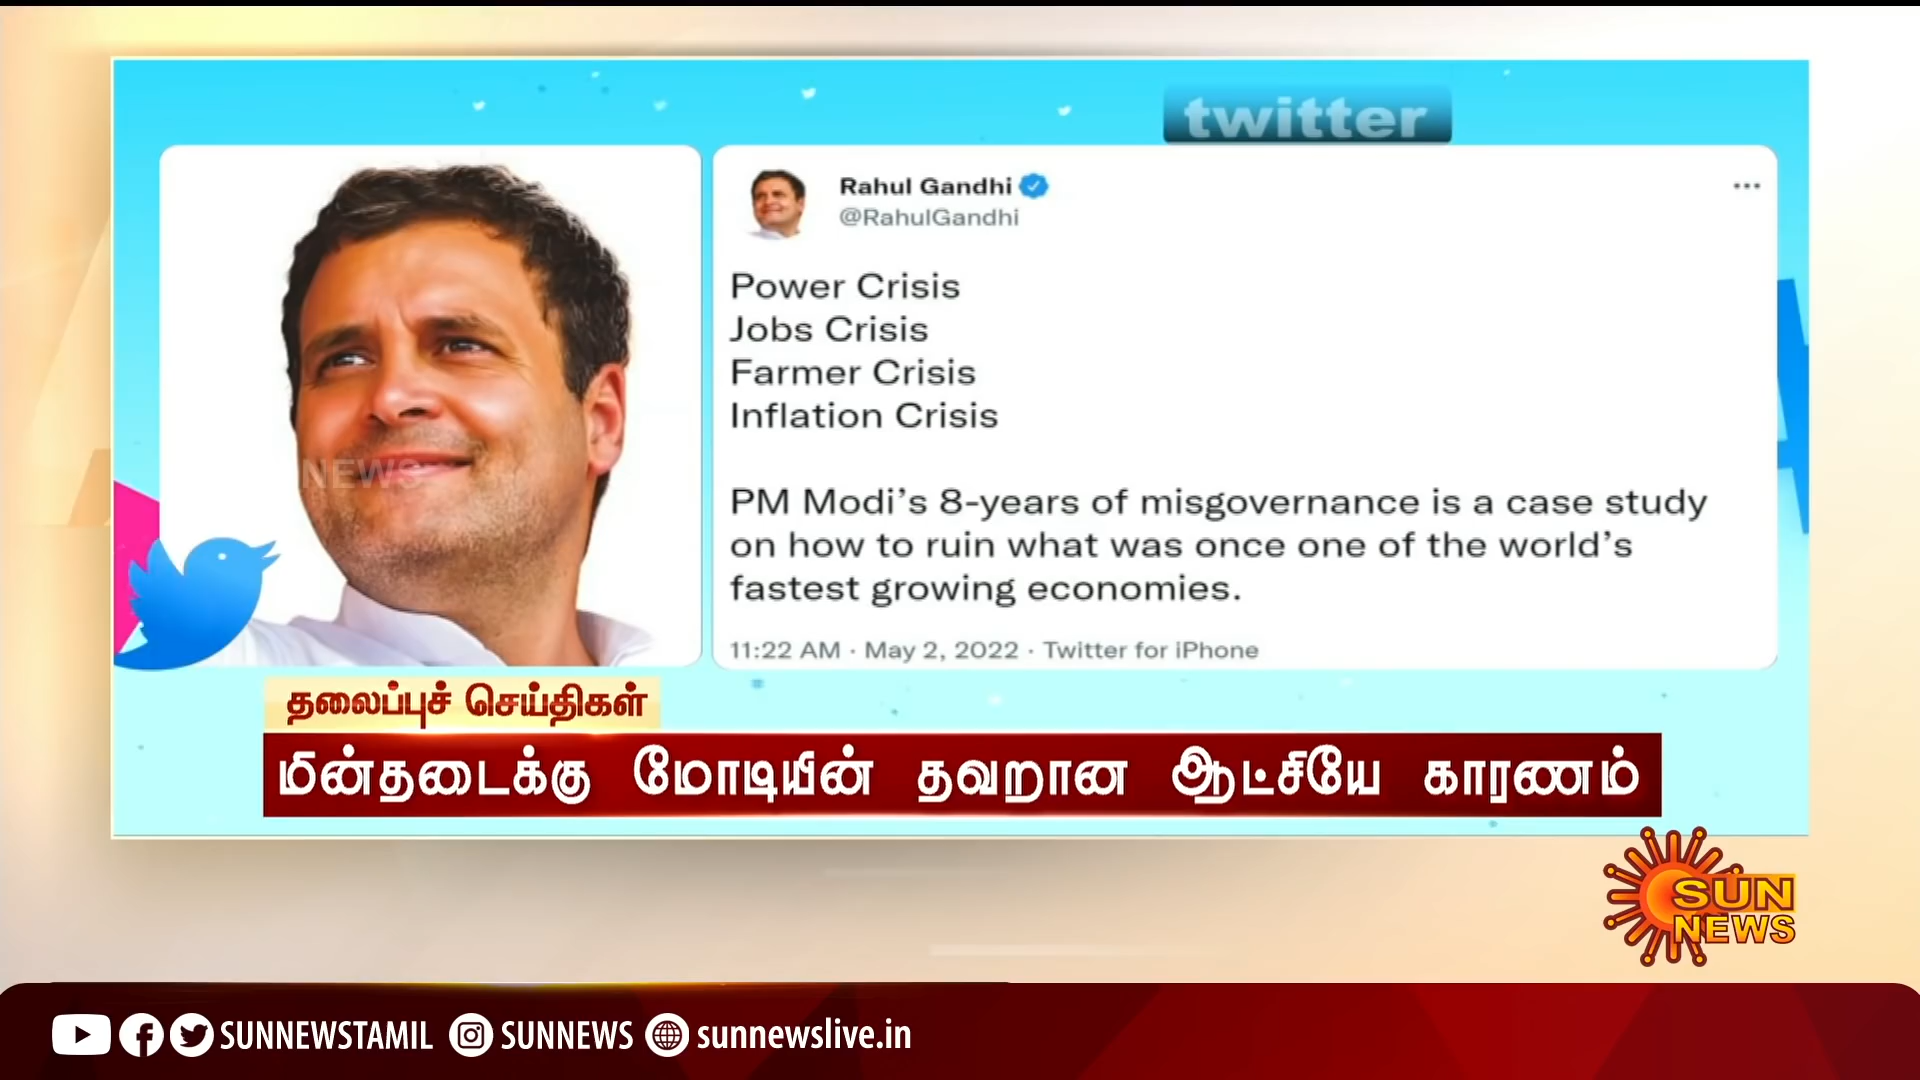 twitter
Rahul Gandhi
@RahulGandhi
Power Crisis
Jobs Crisis
Farmer Crisis
Inflation Crisis
PM Modi’s 8-years of misgovernance is a case study
on how to ruin what was once one of the world’s
fastest growing economies.
11:22 AM · May 2, 2022 · Twitter for iPhone
NEWS
தலைப்புச் செய்திகள்
மின்தடைக்கு மோடியின் தவறான ஆட்சியே காரணம்
SUN
NEWS
SUNNEWSTAMIL SUNNEWS sunnewslive.in